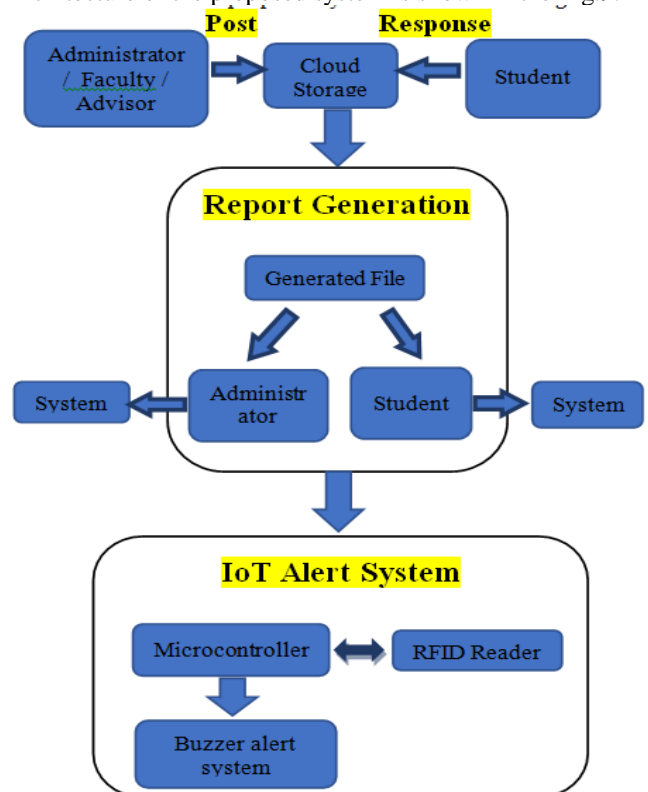 Post Response
Administrator
/ Faculty /
Advisor
Cloud
Storage
Student
Report Generation
Generated File
System
Administr
ator
Student
System
IoT Alert System
Microcontroller
RFID Reader
Buzzer alert
system